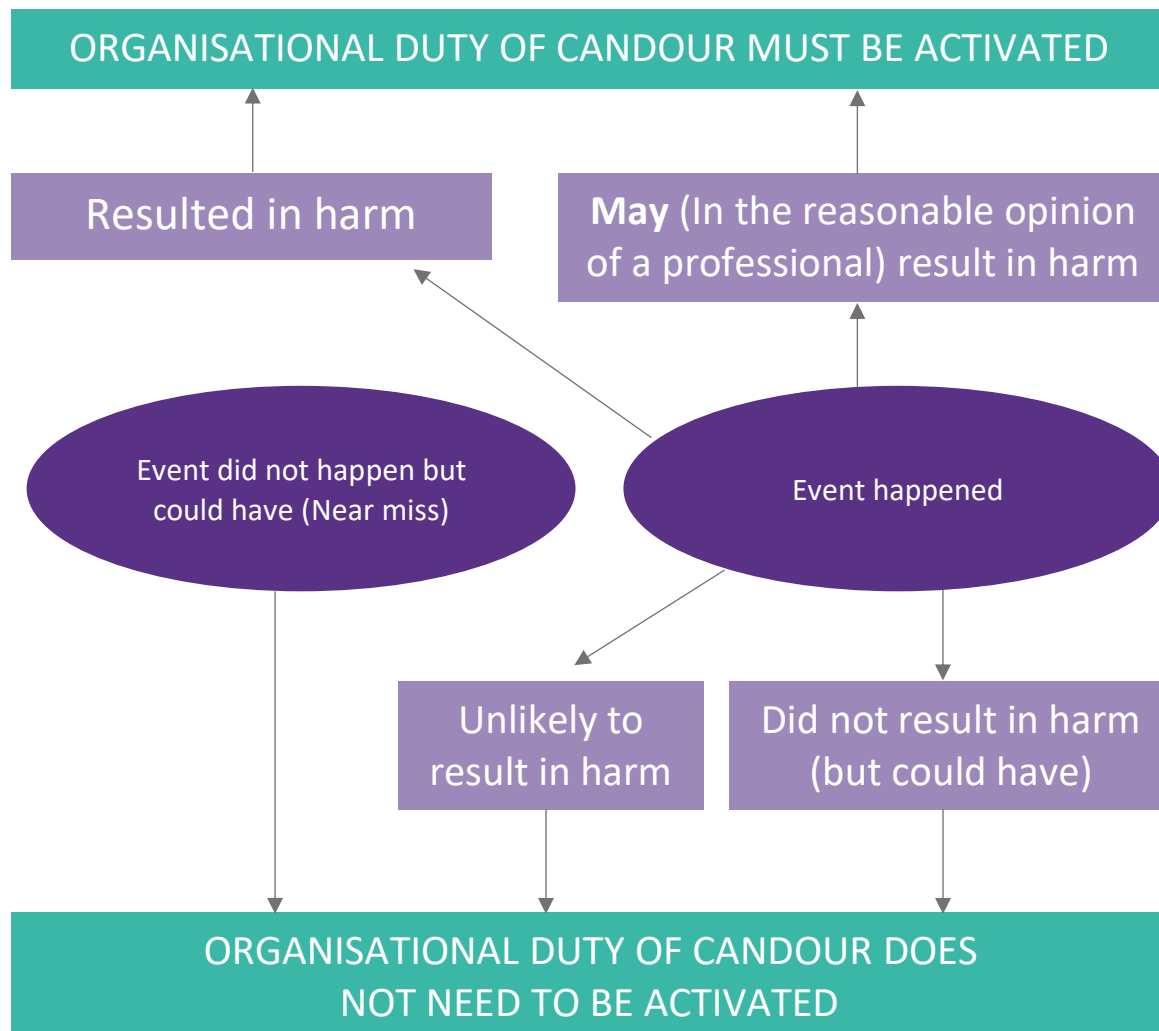 ORGANISATIONAL DUTY OF CANDOUR MUST BE ACTIVATED
Resulted in harm
May (In the reasonable opinion
of a professional) result in harm
Event did not happen but
could have (Near miss)
Event happened
Unlikely to
result in harm
Did not result in harm
(but could have)
ORGANISATIONAL DUTY OF CANDOUR DOES
NOT NEED TO BE ACTIVATED